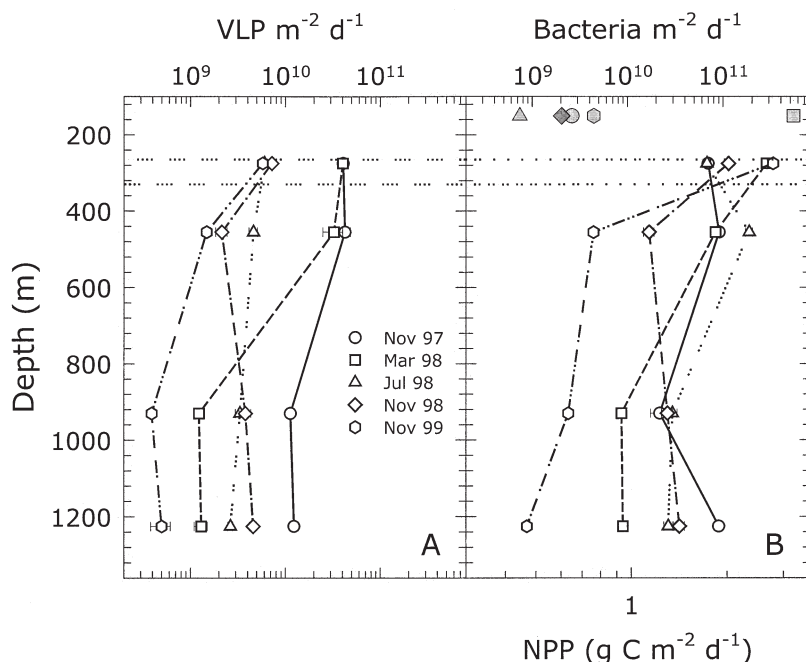 VLP m⁻² d⁻¹
Bacteria m⁻² d⁻¹
10⁹ 10¹⁰ 10¹¹
10⁹ 10¹⁰ 10¹¹
Depth (m)
200
400
600
800
1000
1200
Nov 97
Mar 98
Jul 98
Nov 98
Nov 99
A
B
1
NPP (g C m⁻² d⁻¹)